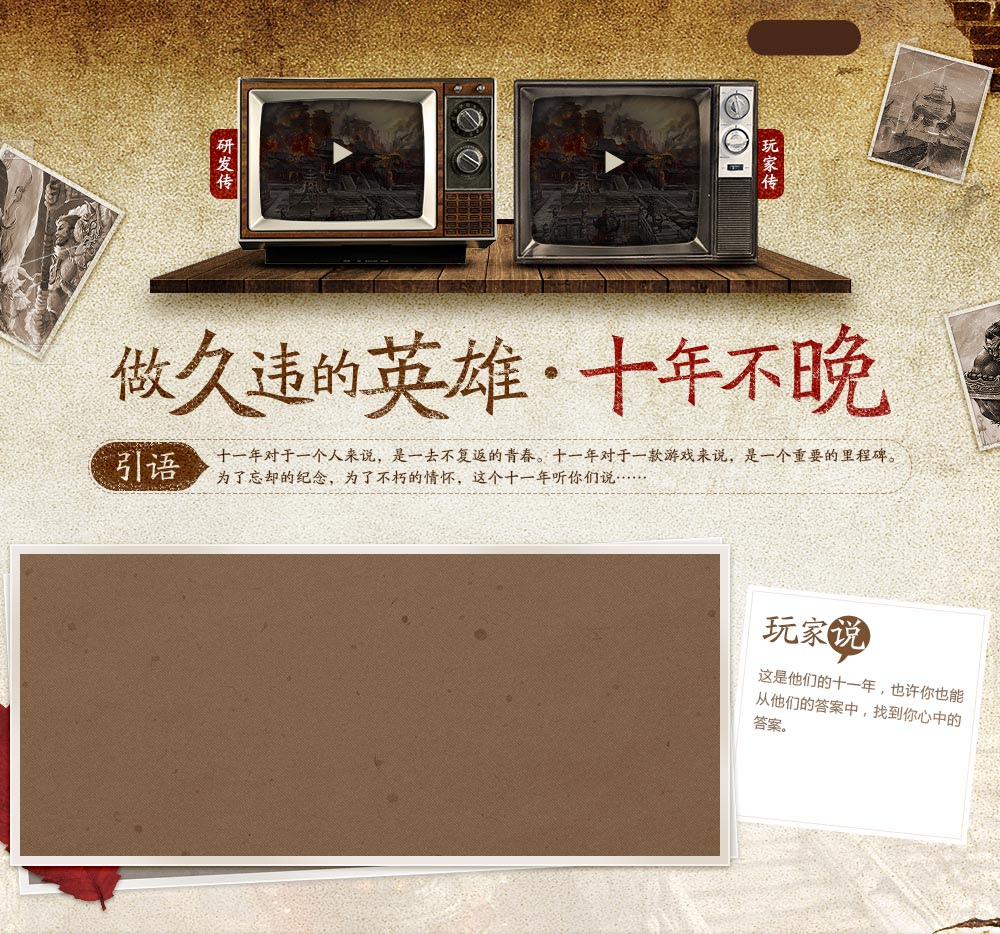 研发传
玩家传
做久违的英雄·十年不晚
引语
十一年对于一个人来说，是一去不复返的青春。十一年对于一款游戏来说，是一个重要的里程碑。
为了忘却的纪念，为了不朽的情怀，这个十一年听你们说……
玩家说
这是他们的十一年，也许你也能
从他们的答案中，找到你心中的
答案。